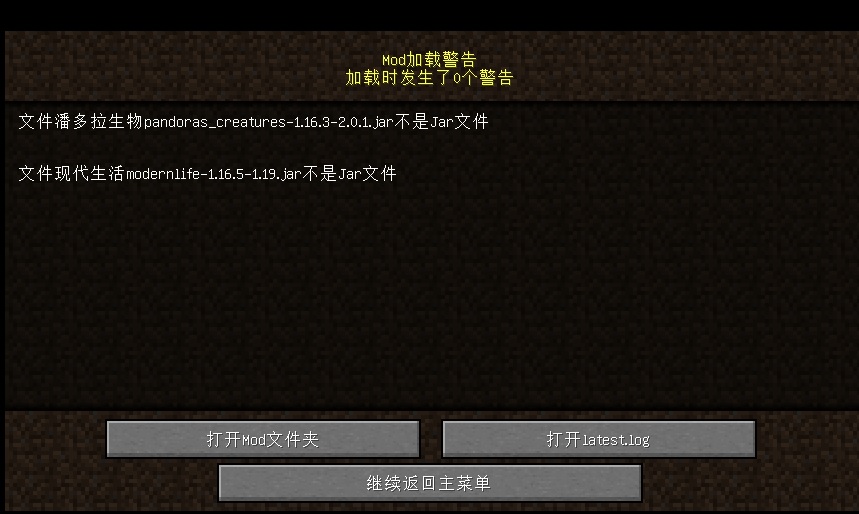 Mod加载警告
加载时发生了0个警告
文件潘多拉生物pandoras_creatures-1.16.3-2.0.1.jar不是Jar文件
文件现代生活modernlife-1.16.5-1.19.jar不是Jar文件
打开Mod文件夹
打开latest.log
继续返回主菜单